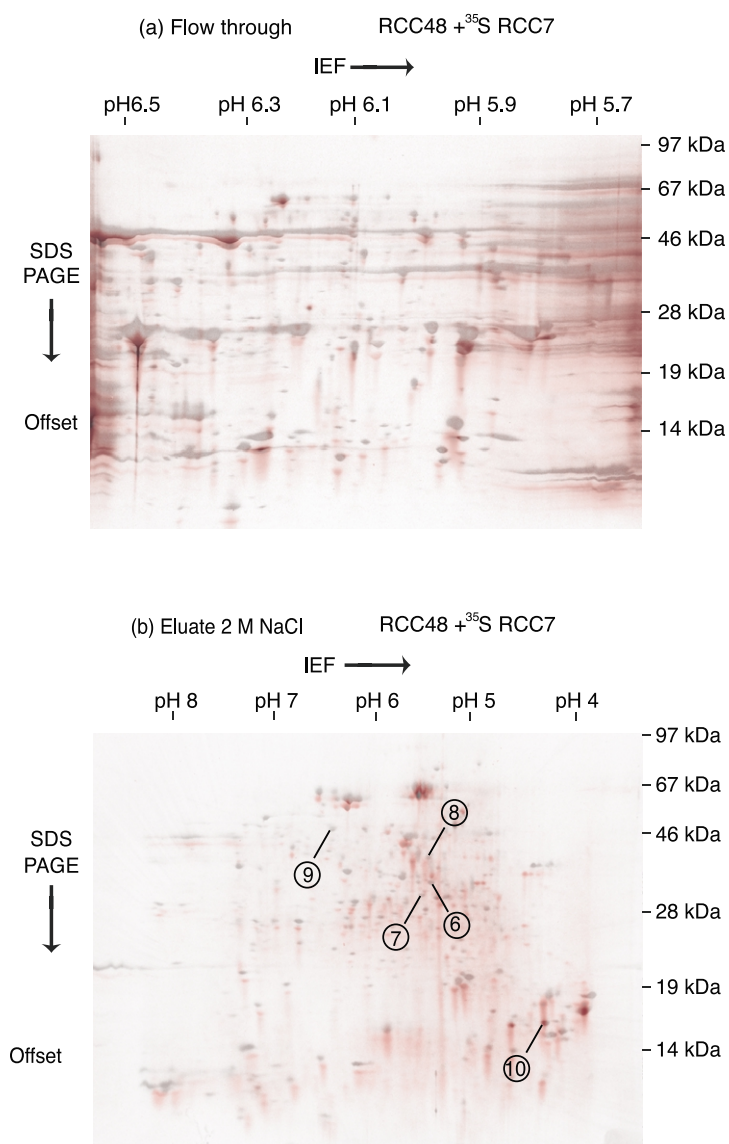 (a) Flow through RCC48 +³⁵S RCC7
IEF
pH6.5 pH 6.3 pH 6.1 pH 5.9 pH 5.7
97 kDa
67 kDa
46 kDa
SDS
PAGE
28 kDa
19 kDa
Offset
14 kDa
(b) Eluate 2 M NaCl RCC48 +³⁵S RCC7
IEF
pH 8 pH 7 pH 6 pH 5 pH 4
97 kDa
67 kDa
8
46 kDa
SDS
PAGE
9
28 kDa
6
7
19 kDa
14 kDa
Offset
10